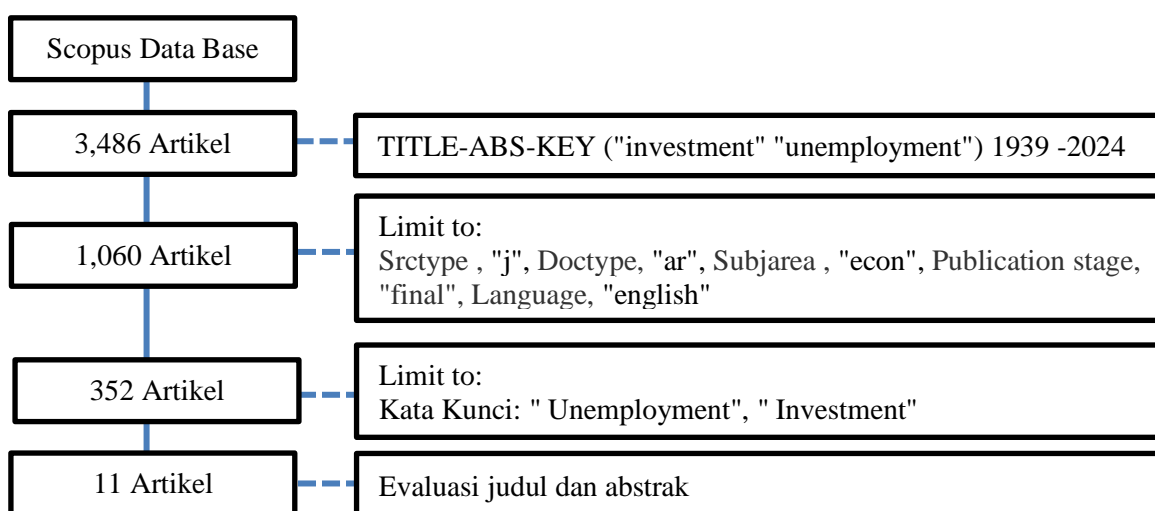 Scopus Data Base
3,486 Artikel
TITLE-ABS-KEY ("investment" "unemployment") 1939 -2024
1,060 Artikel
Limit to:
Srctype , "j", Doctype, "ar", Subjarea , "econ", Publication stage,
"final", Language, "english"
352 Artikel
Limit to:
Kata Kunci: " Unemployment", " Investment"
11 Artikel
Evaluasi judul dan abstrak